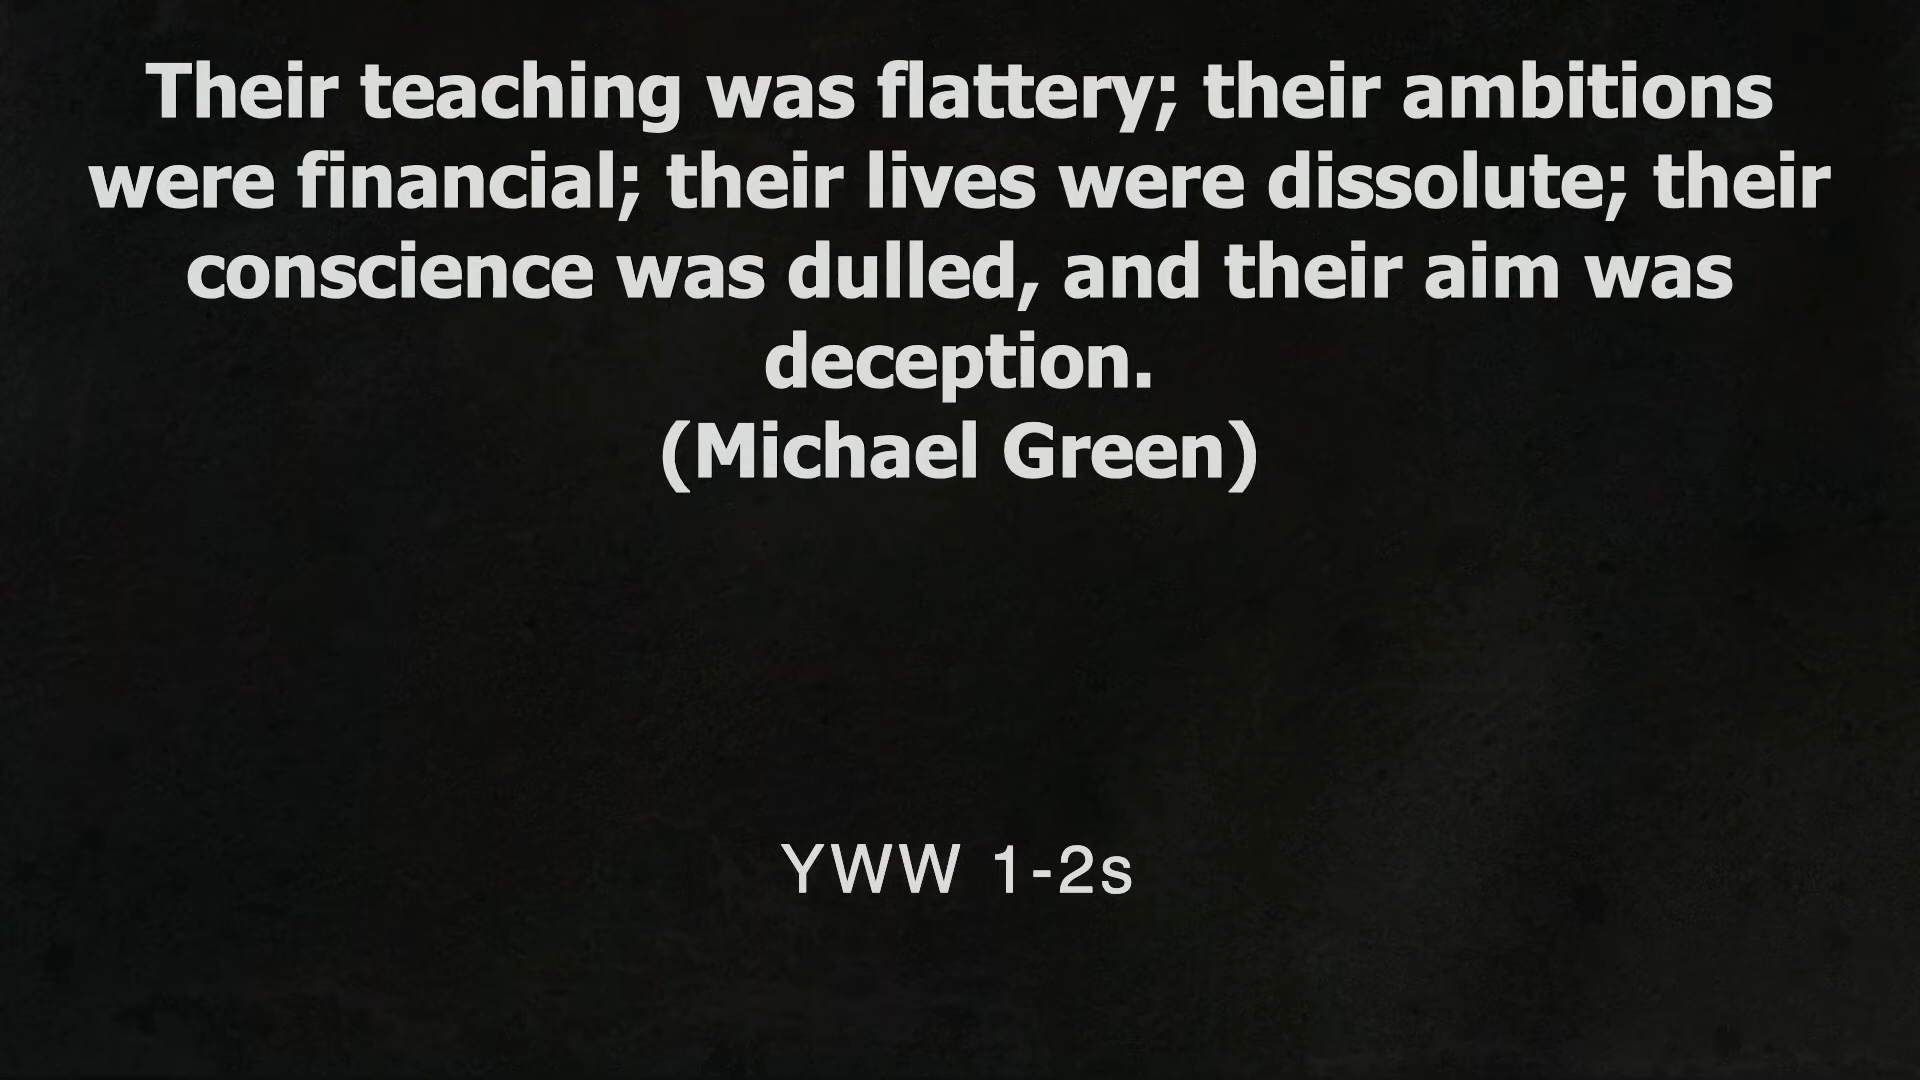 Their teaching was flattery; their ambitions
were financial; their lives were dissolute; their
conscience was dulled, and their aim was
deception.
(Michael Green)
YWW 1-2s